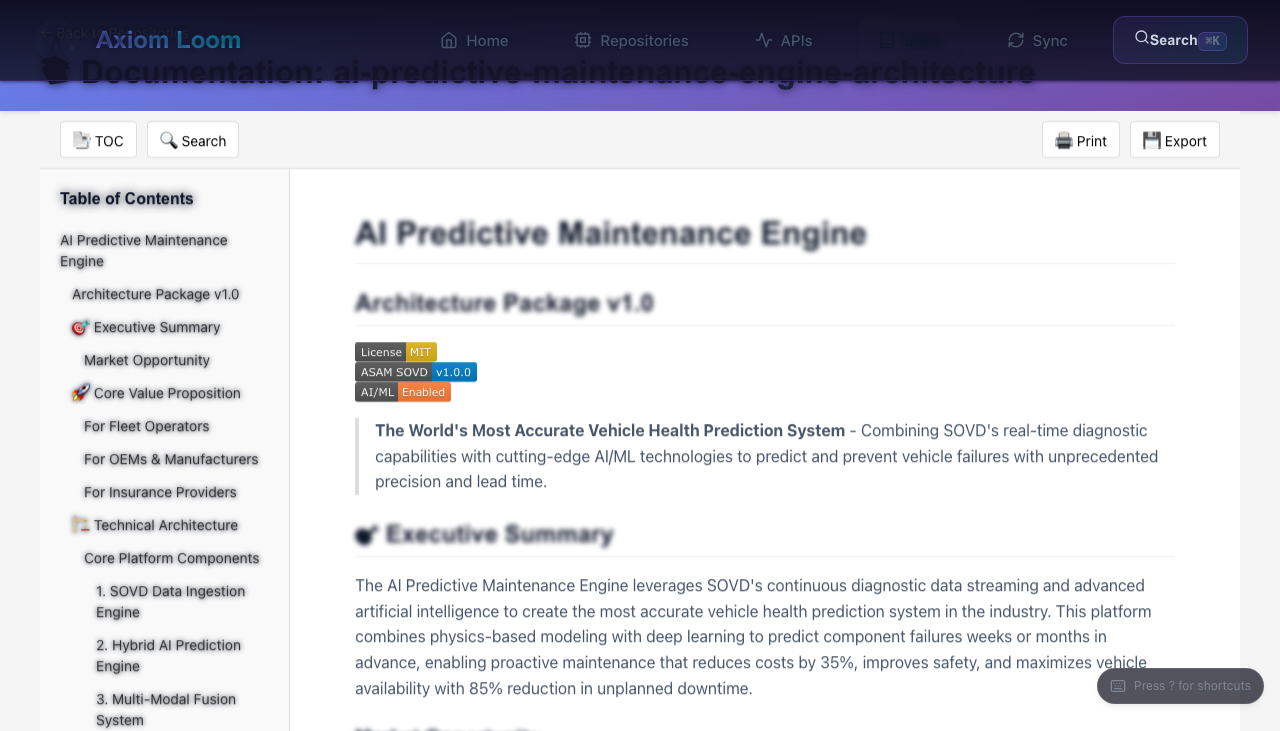 ← Back to
Axiom Loom
Home
Repositories
APIs
Sync
Search ⌘K
Documentation: ai-predictive-maintenance-engine-architecture
TOC
Search
Print
Export
Table of Contents
AI Predictive Maintenance
Engine
Architecture Package v1.0
🎯 Executive Summary
Market Opportunity
🚀 Core Value Proposition
For Fleet Operators
For OEMs & Manufacturers
For Insurance Providers
🏗️ Technical Architecture
Core Platform Components
1. SOVD Data Ingestion
Engine
2. Hybrid AI Prediction
Engine
3. Multi-Modal Fusion
System
AI Predictive Maintenance Engine
Architecture Package v1.0
License MIT
ASAM SOVD v1.0.0
AI/ML Enabled
The World's Most Accurate Vehicle Health Prediction System - Combining SOVD's real-time diagnostic
capabilities with cutting-edge AI/ML technologies to predict and prevent vehicle failures with unprecedented
precision and lead time.
Executive Summary
The AI Predictive Maintenance Engine leverages SOVD's continuous diagnostic data streaming and advanced
artificial intelligence to create the most accurate vehicle health prediction system in the industry. This platform
combines physics-based modeling with deep learning to predict component failures weeks or months in
advance, enabling proactive maintenance that reduces costs by 35%, improves safety, and maximizes vehicle
availability with 85% reduction in unplanned downtime.
Market Opportunity
Press ? for shortcuts